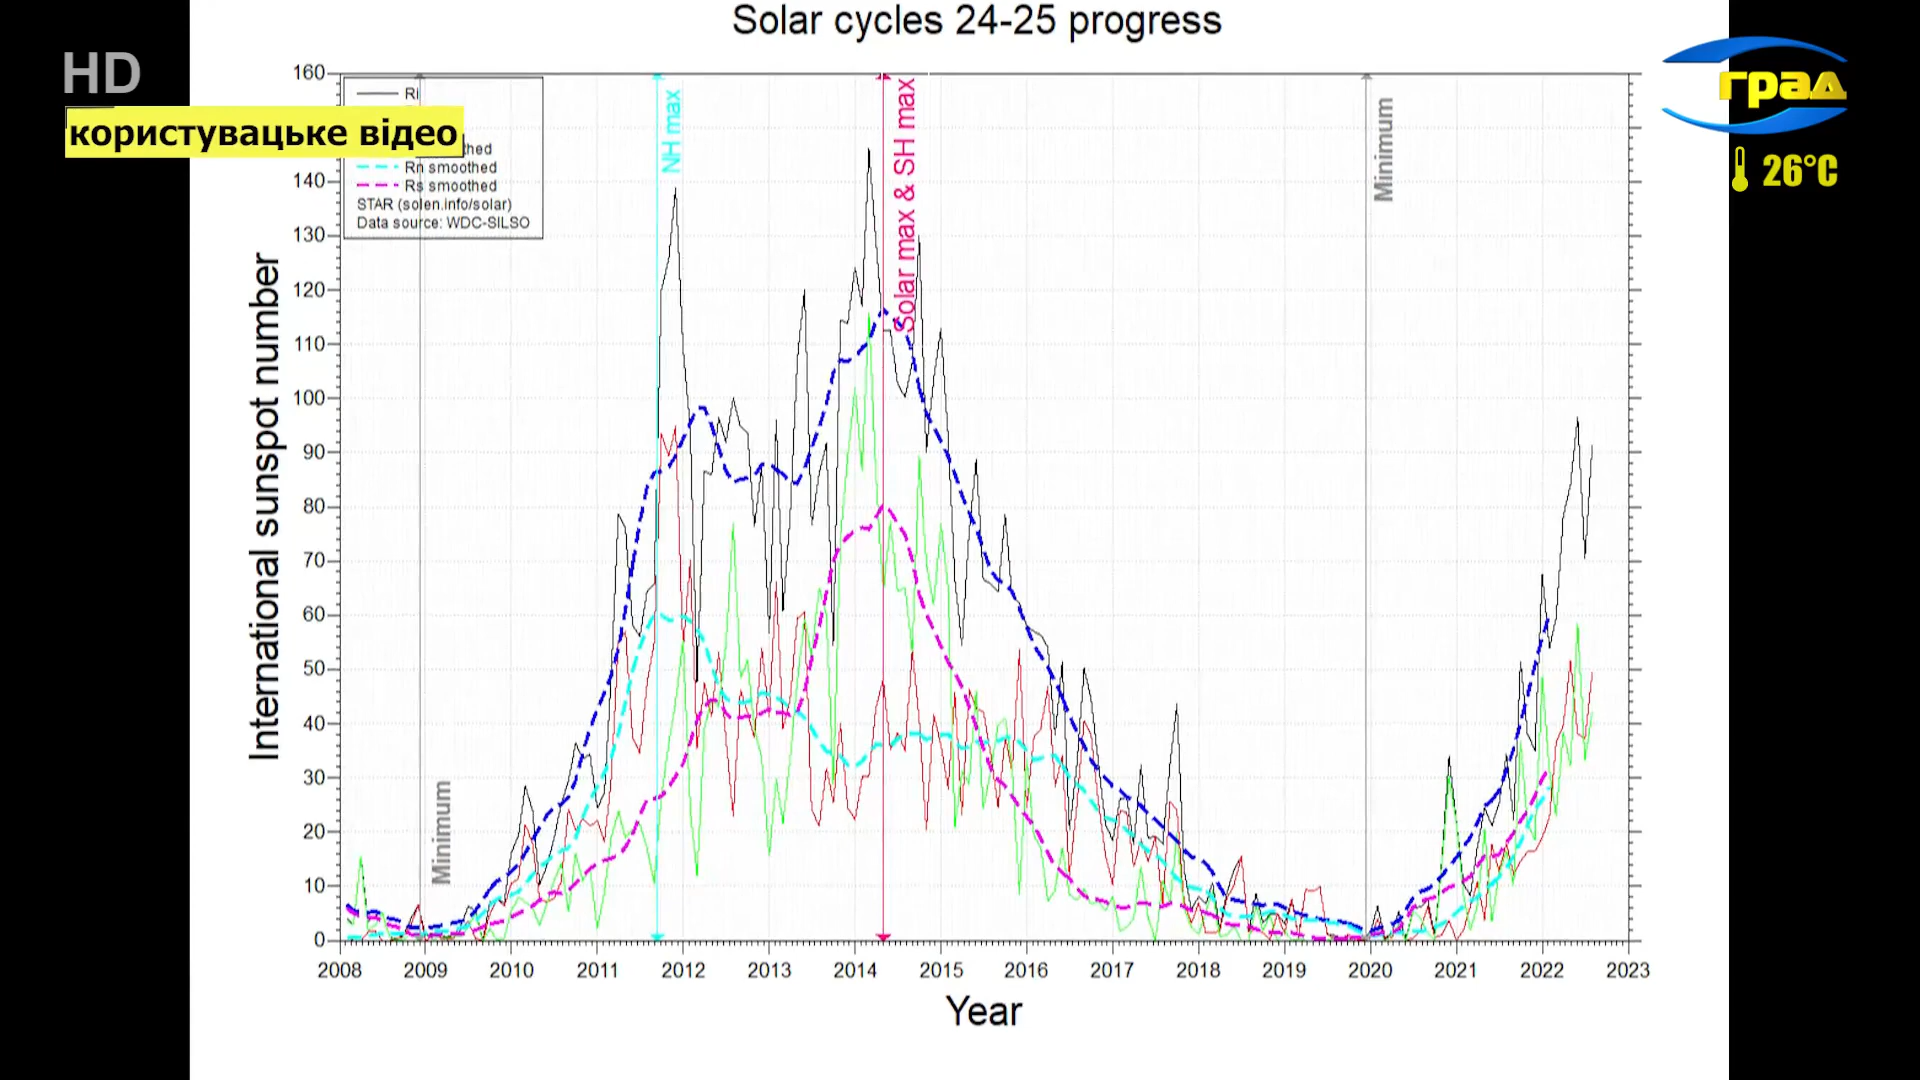 Solar cycles 24-25 progress
HD
град
26°C
користувацьке відео
Ri
Rn smoothed
Rs smoothed
STAR (solen.info/solar)
Data source: WDC-SILSO
NH max
Solar max & SH max
Minimum
Minimum
International sunspot number
160
140
130
120
110
100
90
80
70
60
50
40
30
20
10
0
2008 2009 2010 2011 2012 2013 2014 2015 2016 2017 2018 2019 2020 2021 2022 2023
Year